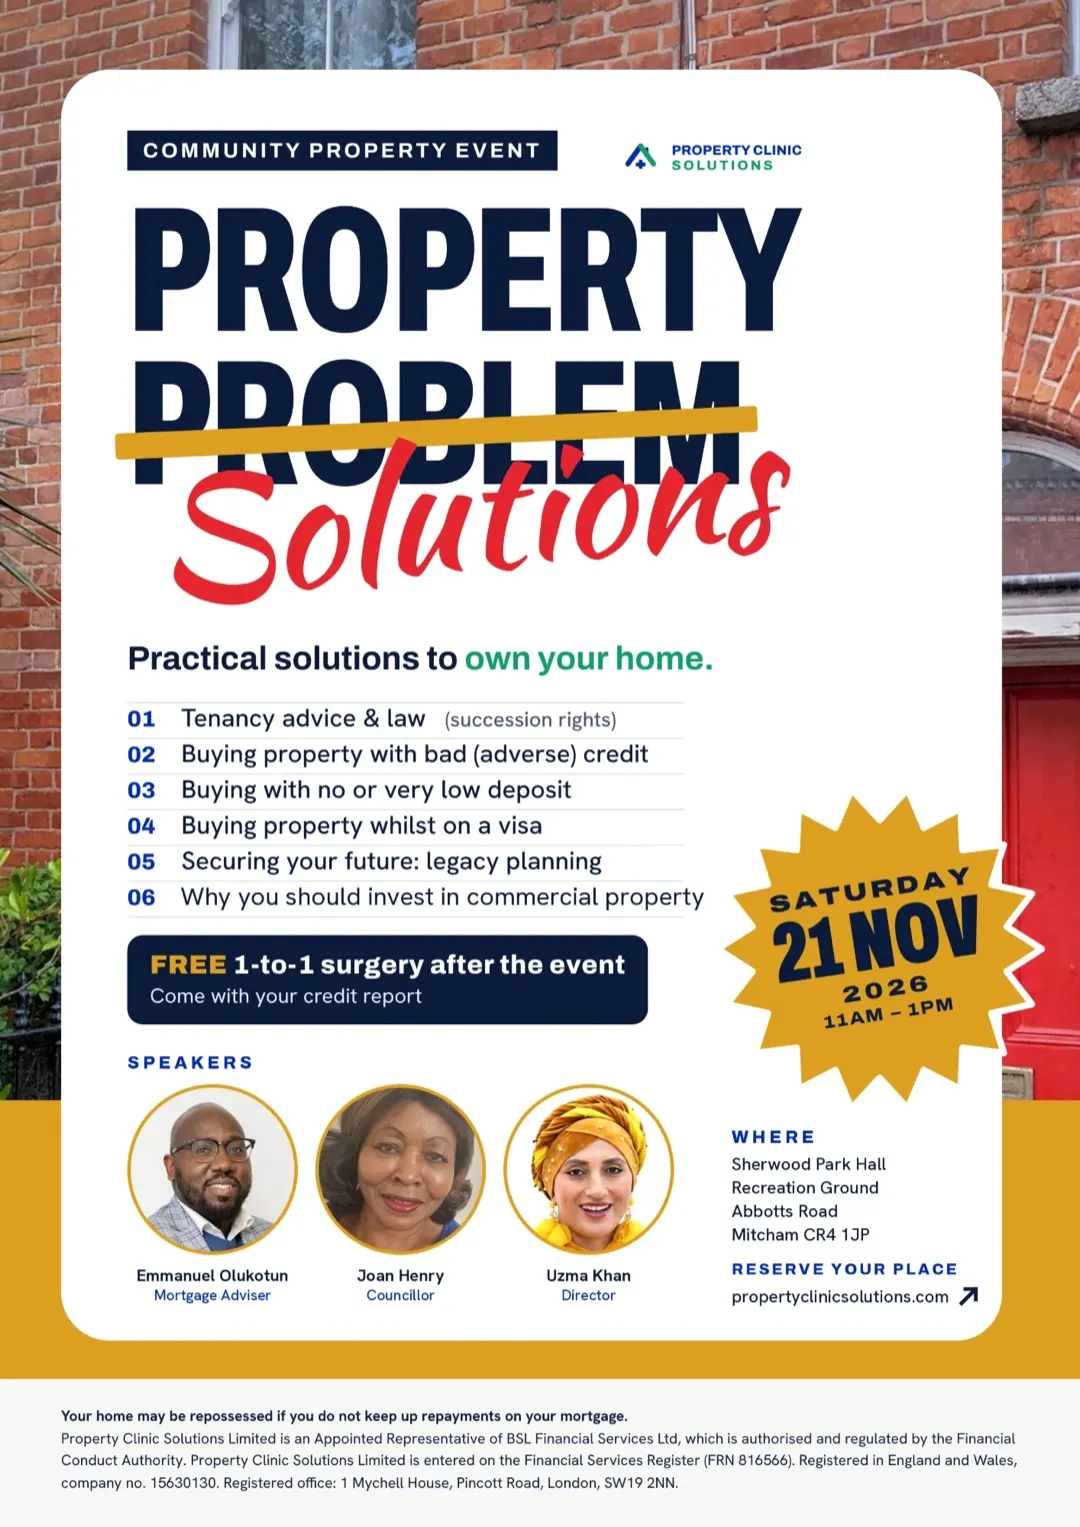 COMMUNITY PROPERTY EVENT
PROPERTY CLINIC
SOLUTIONS
PROPERTY
PROBLEM
Solutions
Practical solutions to own your home.
01 Tenancy advice & law (succession rights)
02 Buying property with bad (adverse) credit
03 Buying with no or very low deposit
04 Buying property whilst on a visa
05 Securing your future: legacy planning
06 Why you should invest in commercial property
FREE 1-to-1 surgery after the event
Come with your credit report
SATURDAY
21 NOV
2026
11AM – 1PM
SPEAKERS
Emmanuel Olukotun
Mortgage Adviser
Joan Henry
Councillor
Uzma Khan
Director
WHERE
Sherwood Park Hall
Recreation Ground
Abbotts Road
Mitcham CR4 1JP
RESERVE YOUR PLACE
propertyclinicsolutions.com
Your home may be repossessed if you do not keep up repayments on your mortgage.
Property Clinic Solutions Limited is an Appointed Representative of BSL Financial Services Ltd, which is authorised and regulated by the Financial
Conduct Authority. Property Clinic Solutions Limited is entered on the Financial Services Register (FRN 816566). Registered in England and Wales,
company no. 15630130. Registered office: 1 Mychell House, Pincott Road, London, SW19 2NN.